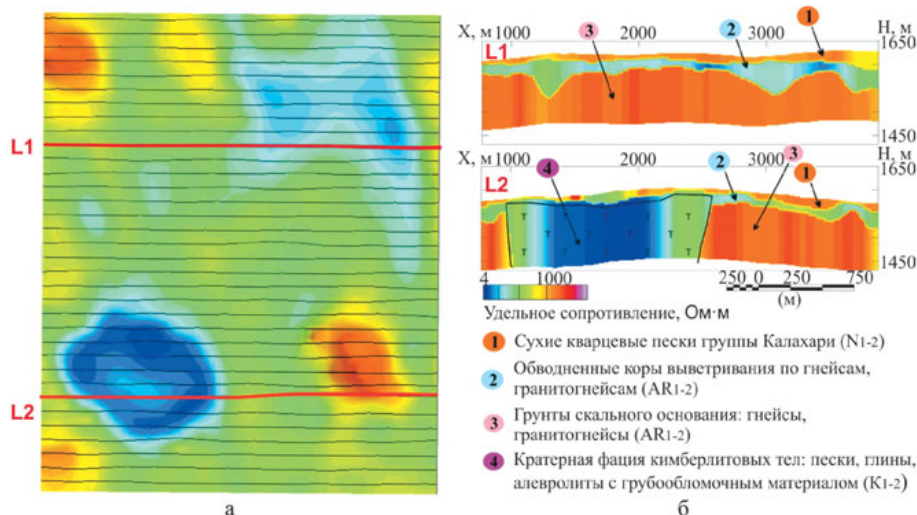 L1
L2
а
X, м 1000 3 2000 2 3000 1 Н, м
L1 1650
3
1450
X, м 1000 4 2000 2 3000 3 1 Н, м
L2 1650
T T T T
T T T
T T T T
1450
4 1000 250 0 250 750
(м)
Удельное сопротивление, Ом·м
1 Сухие кварцевые пески группы Калахари (N1-2)
2 Обводненные коры выветривания по гнейсам,
гранитогнейсам (AR1-2)
3 Грунты скального основания: гнейсы,
гранитогнейсы (AR1-2)
4 Кратерная фация кимберлитовых тел: пески, глины,
алевролиты с грубообломочным материалом (K1-2)
б